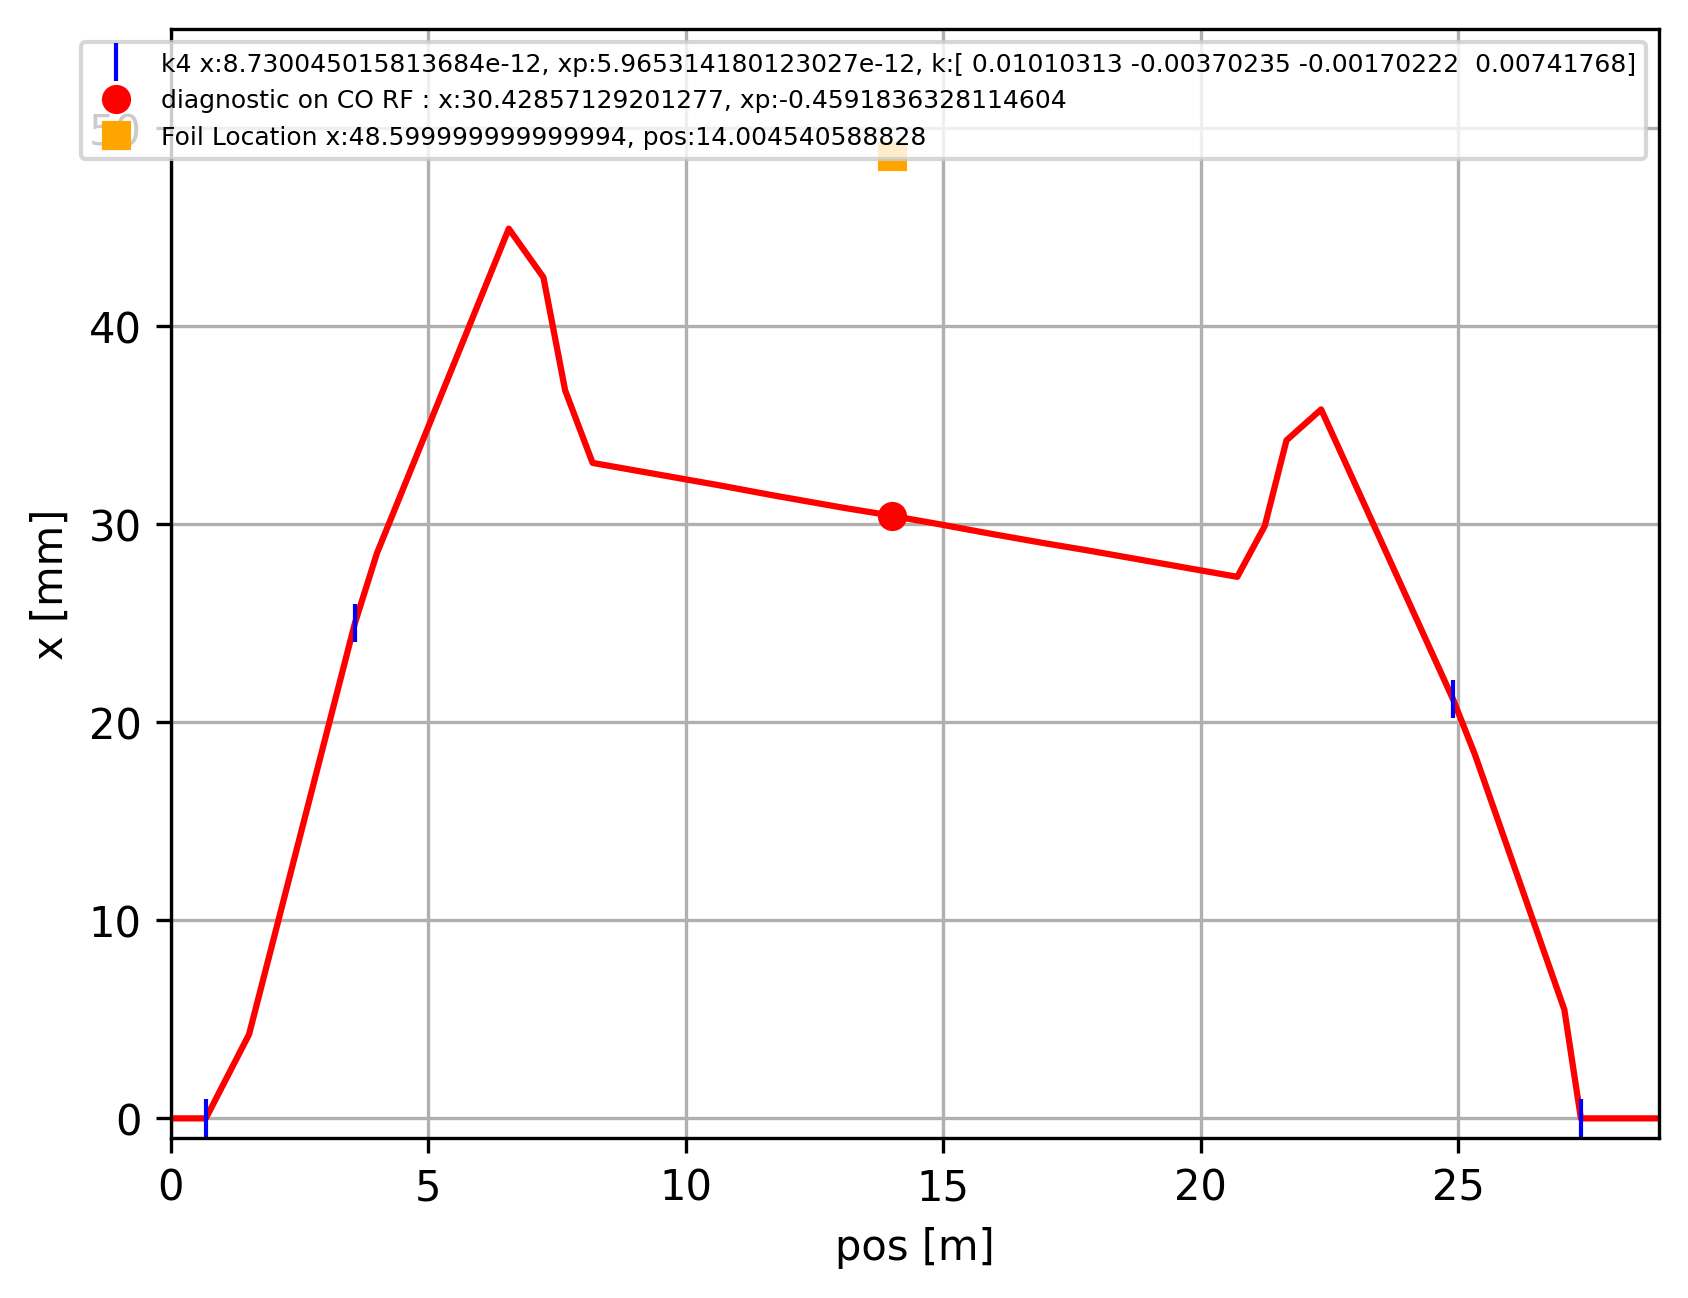 k4 x:8.730045015813684e-12, xp:5.965314180123027e-12, k:[ 0.01010313 -0.00370235 -0.00170222  0.00741768]
diagnostic on CO RF : x:30.42857129201277, xp:-0.4591836328114604
50
Foil Location x:48.599999999999994, pos:14.004540588828
40
30
20
10
0
x [mm]
0 5 10 15 20 25
pos [m]